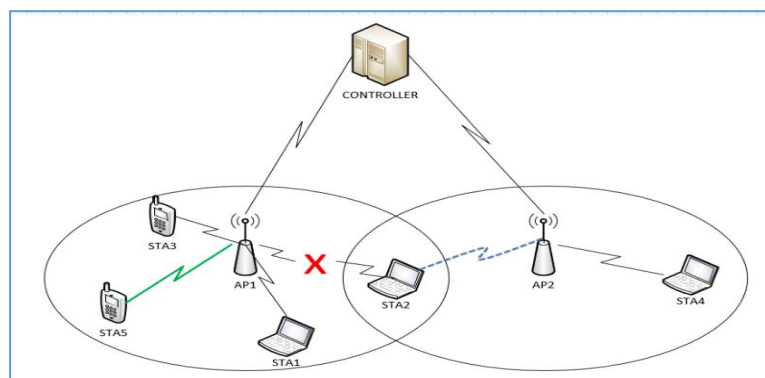 CONTROLLER
STA3
AP1
STA2
AP2
STA4
STA5
STA1